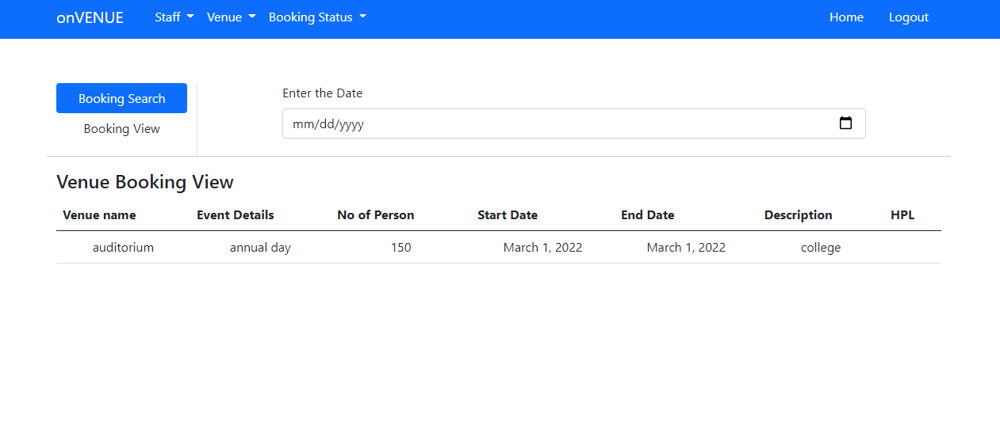 onVENUE Staff Venue Booking Status Home Logout
Booking Search
Booking View
Enter the Date
mm/dd/yyyy
Venue Booking View
Venue name Event Details No of Person Start Date End Date Description HPL
auditorium annual day 150 March 1, 2022 March 1, 2022 college